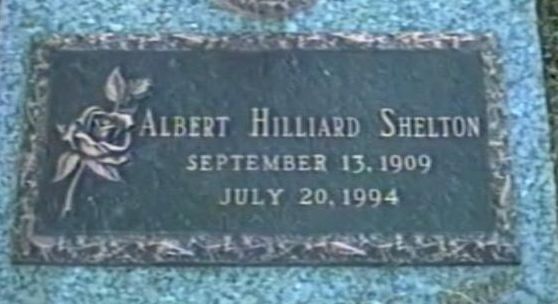 Albert Hilliard Shelton
September 13, 1909
July 20, 1994